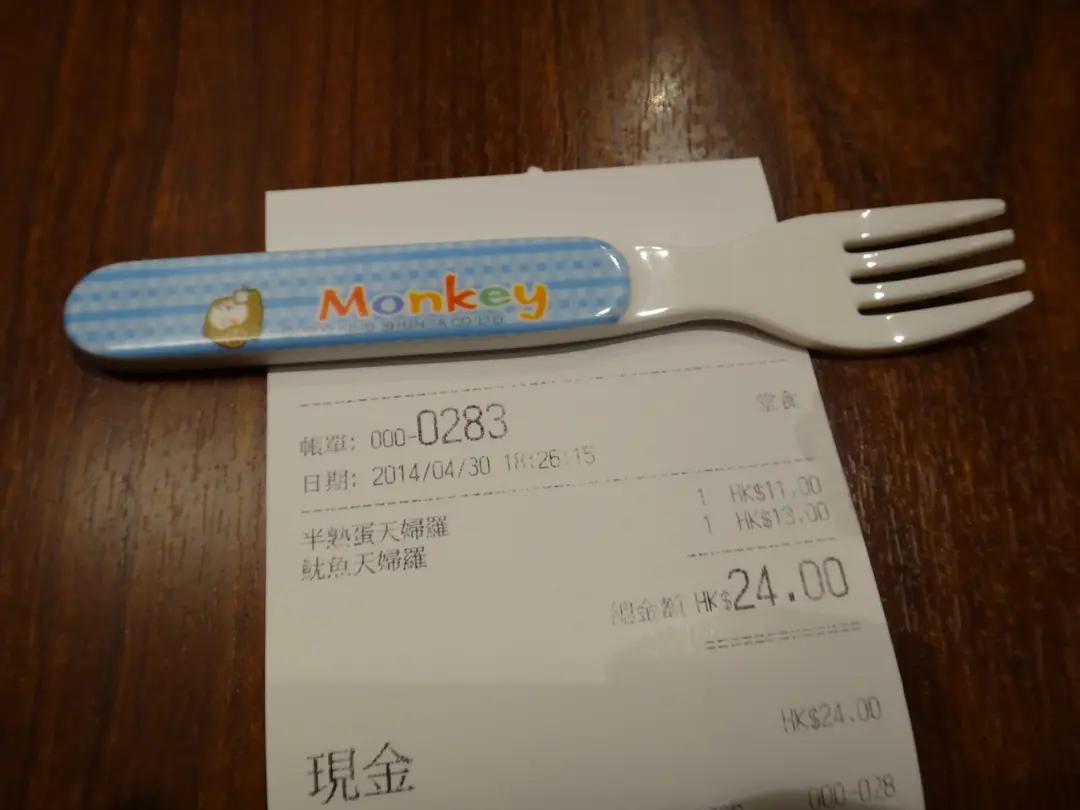 Monkey
帳單: 000-0283
堂食
日期: 2014/04/30 18:26:15
半熟蛋天婦羅 1 HK$11.00
魷魚天婦羅 1 HK$13.00
總金額 HK$24.00
HK$24.00
現金
000-028